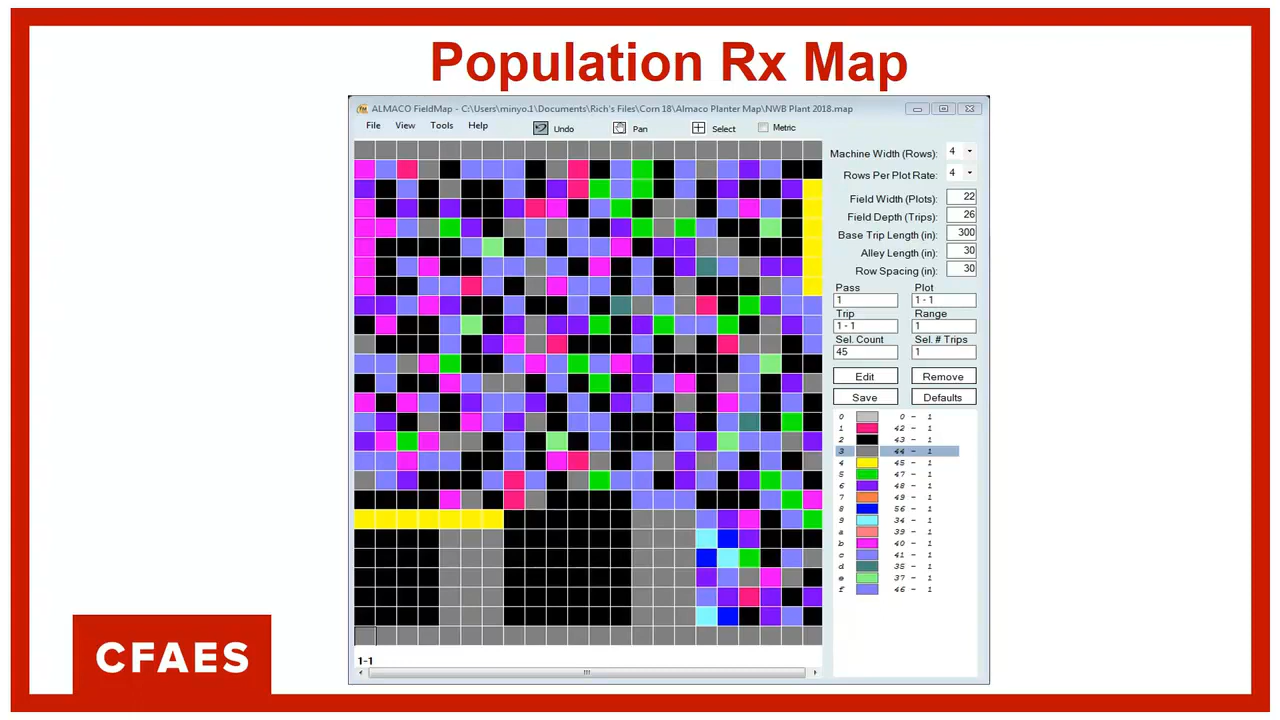 Population Rx Map
ALMACO FieldMap - C:\Users\minyo.1\Documents\Rich's Files\Corn 18\Almaco Planter Map\NWB Plant 2018.map
File View Tools Help Undo Pan Select Metric
Machine Width (Rows): 4
Rows Per Plot Rate: 4
Field Width (Plots): 22
Field Depth (Trips): 26
Base Trip Length (in): 300
Alley Length (in): 30
Row Spacing (in): 30
Pass Plot
1 1 - 1
Trip Range
1 - 1 1
Sel. Count Sel. # Trips
45 1
Edit Remove
Save Defaults
0 0 - 1
1 42 - 1
2 43 - 1
3 44 - 1
4 45 - 1
5 47 - 1
6 48 - 1
7 49 - 1
8 56 - 1
9 34 - 1
a 39 - 1
b 40 - 1
c 41 - 1
d 35 - 1
e 37 - 1
f 46 - 1
1-1
CFAES